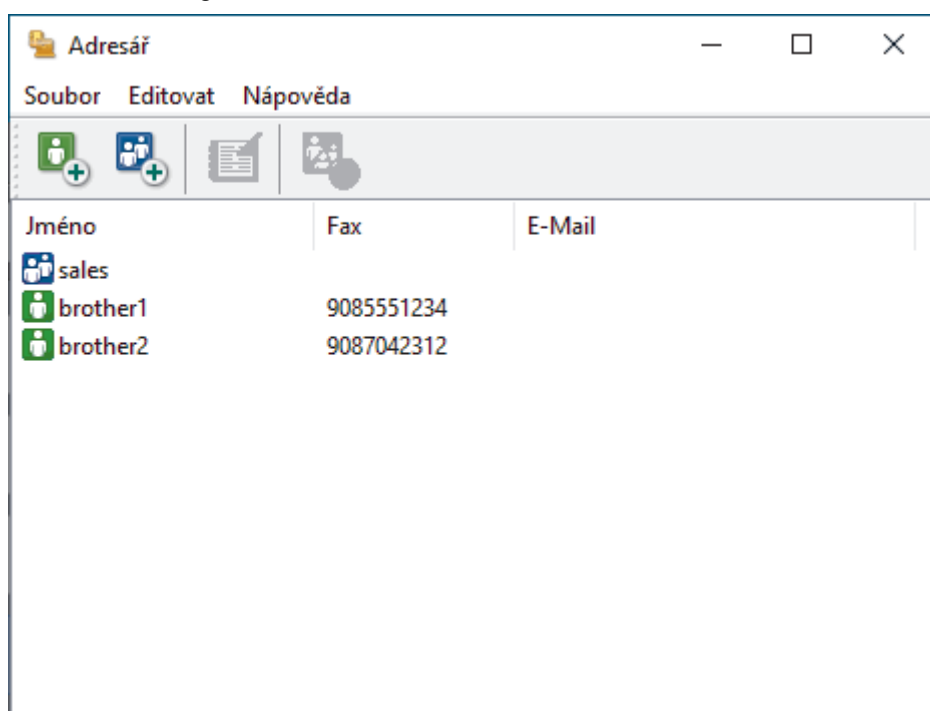 Adresář
Soubor Editovat Nápověda
Jméno Fax E-Mail
sales
brother1 9085551234
brother2 9087042312